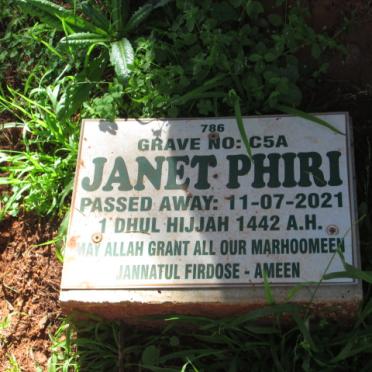 786
GRAVE NO: C5A
JANET PHIRI
PASSED AWAY: 11-07-2021
1 DHUL HIJJAH 1442 A.H.
MAY ALLAH GRANT ALL OUR MARHOOMEEN
JANNATUL FIRDOSE - AMEEN